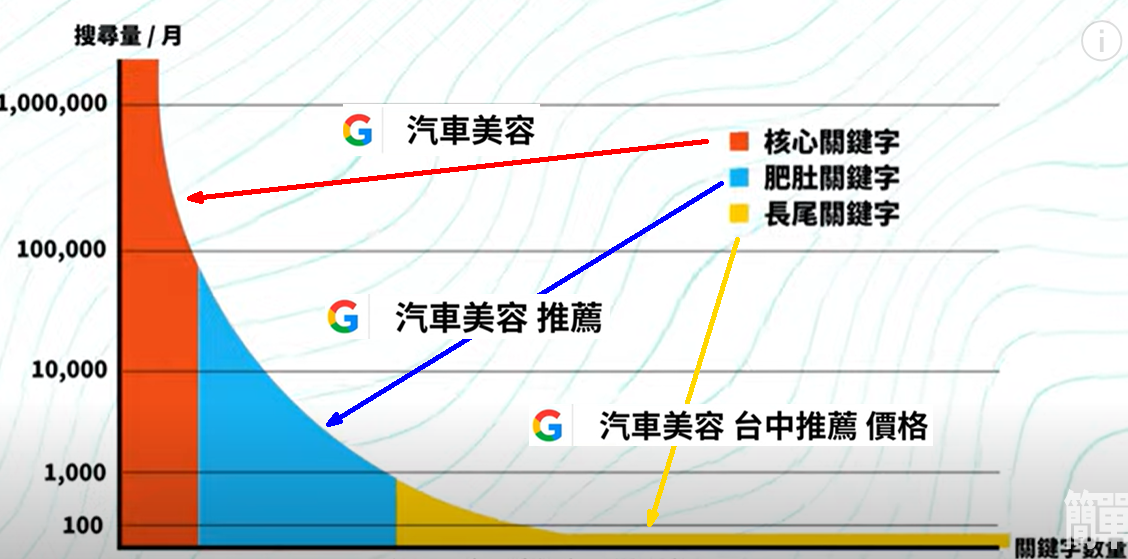 搜尋量 / 月
1,000,000
汽車美容
核心關鍵字
肥肚關鍵字
長尾關鍵字
100,000
汽車美容 推薦
10,000
汽車美容 台中推薦 價格
1,000
100
簡單
關鍵字數量